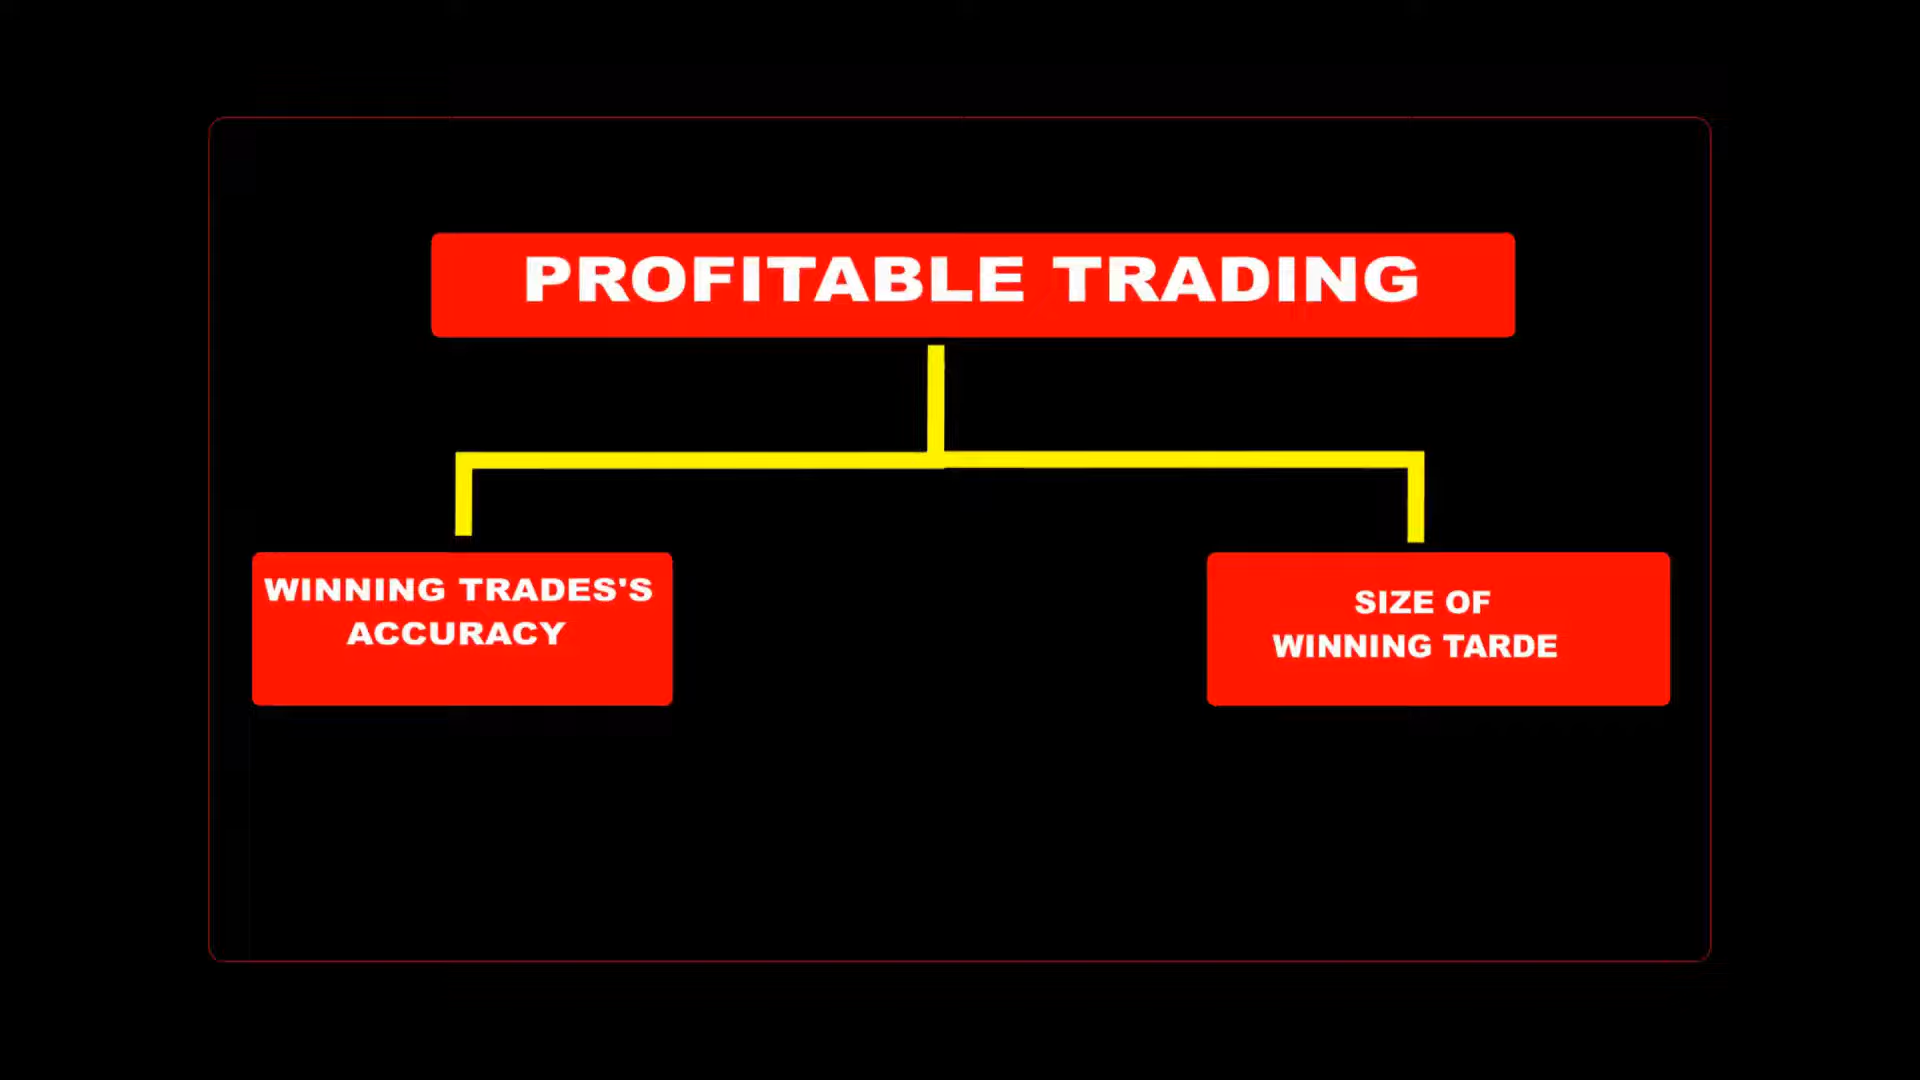 PROFITABLE TRADING
WINNING TRADES'S
ACCURACY
SIZE OF
WINNING TARDE